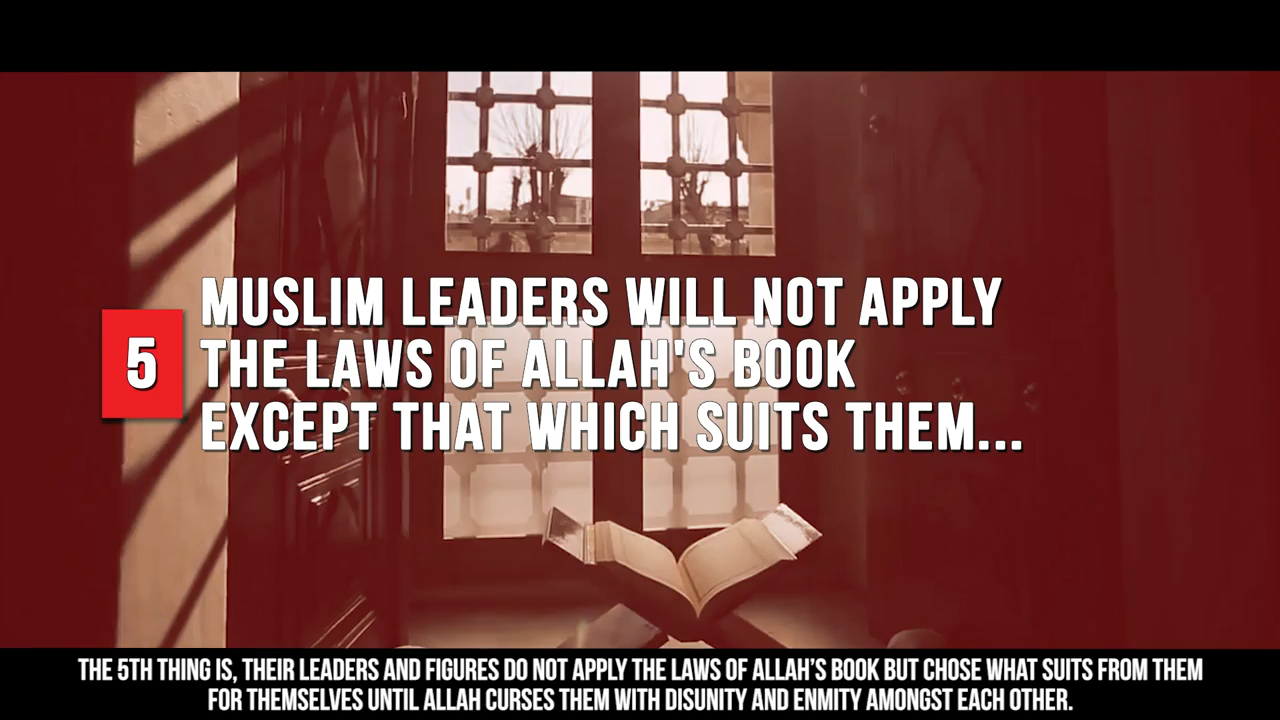 5
MUSLIM LEADERS WILL NOT APPLY
THE LAWS OF ALLAH'S BOOK
EXCEPT THAT WHICH SUITS THEM...
THE 5TH THING IS, THEIR LEADERS AND FIGURES DO NOT APPLY THE LAWS OF ALLAH'S BOOK BUT CHOSE WHAT SUITS FROM THEM
FOR THEMSELVES UNTIL ALLAH CURSES THEM WITH DISUNITY AND ENMITY AMONGST EACH OTHER.